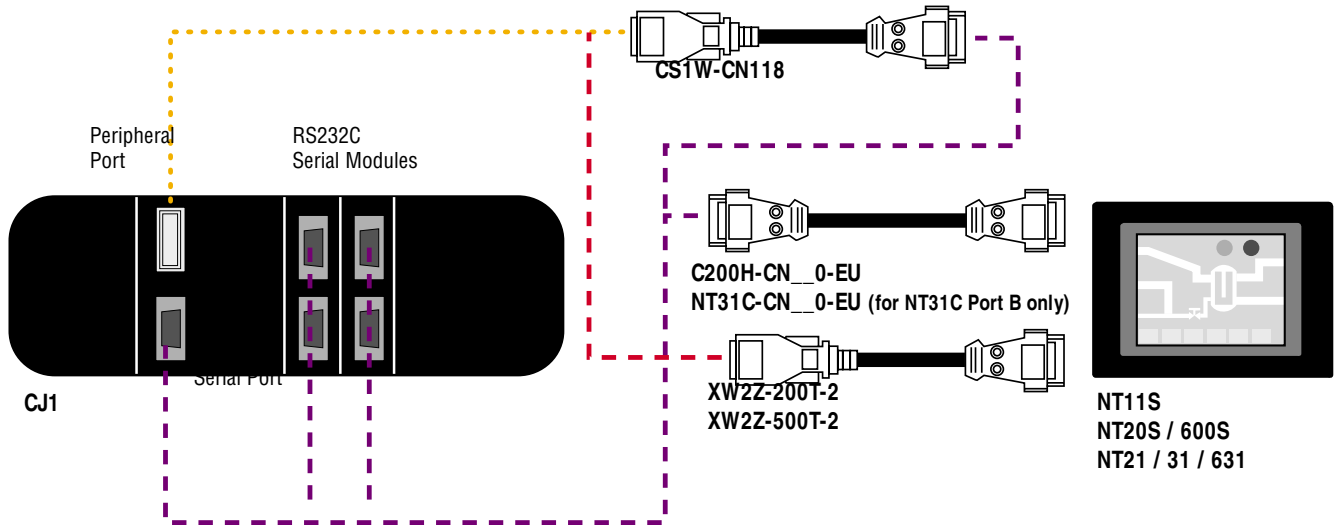 CS1W-CN118
Peripheral
Port
RS232C
Serial Modules
C200H-CN__0-EU
NT31C-CN__0-EU (for NT31C Port B only)
Serial Port
CJ1
XW2Z-200T-2
XW2Z-500T-2
NT11S
NT20S / 600S
NT21 / 31 / 631